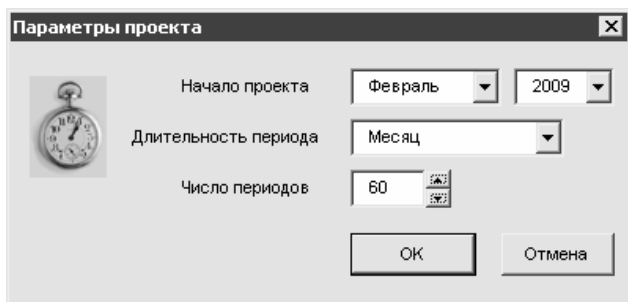 Параметры проекта
Начало проекта Февраль 2009
Длительность периода Месяц
Число периодов 60
OK Отмена